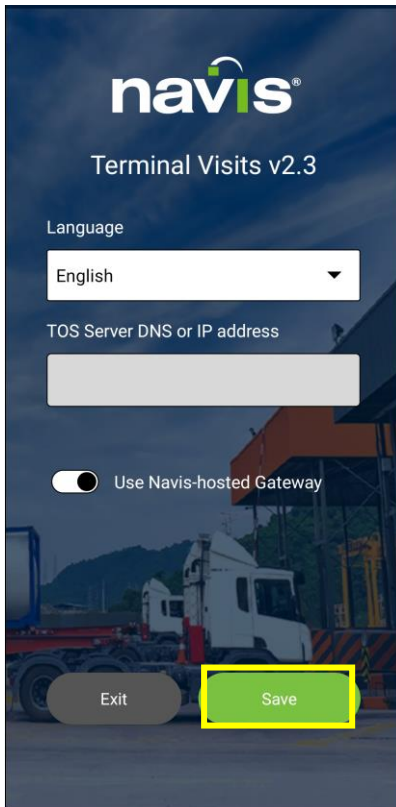 navis®
Terminal Visits v2.3
Language
English
TOS Server DNS or IP address
Use Navis-hosted Gateway
Exit
Save